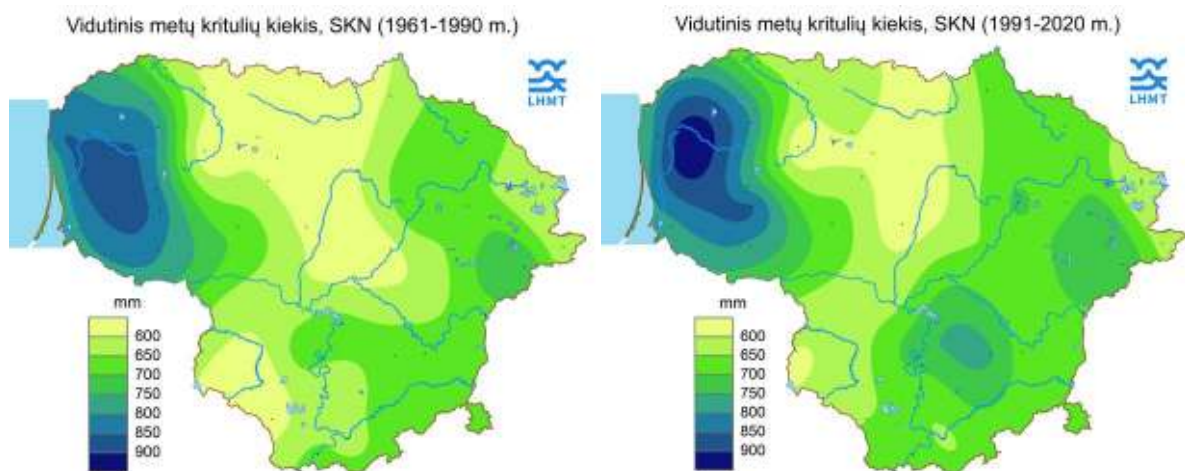 Vidutinis metų kritulių kiekis, SKN (1961-1990 m.)
LHMT
mm
600
650
700
750
800
850
900
Vidutinis metų kritulių kiekis, SKN (1991-2020 m.)
LHMT
mm
600
650
700
750
800
850
900